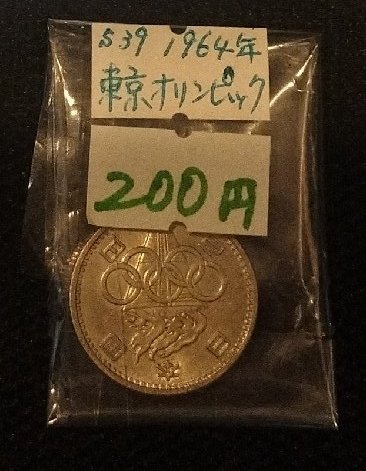 S39 1964年
東京オリンピック
200円
日 本 国